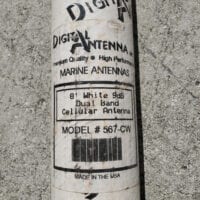 DIGITAL
DIGITAL
ANTENNA
Premium Quality High Performance
MARINE ANTENNAS
8' White 9dB
Dual Band
Cellular Antenna
MODEL # 567-CW
MADE IN THE USA